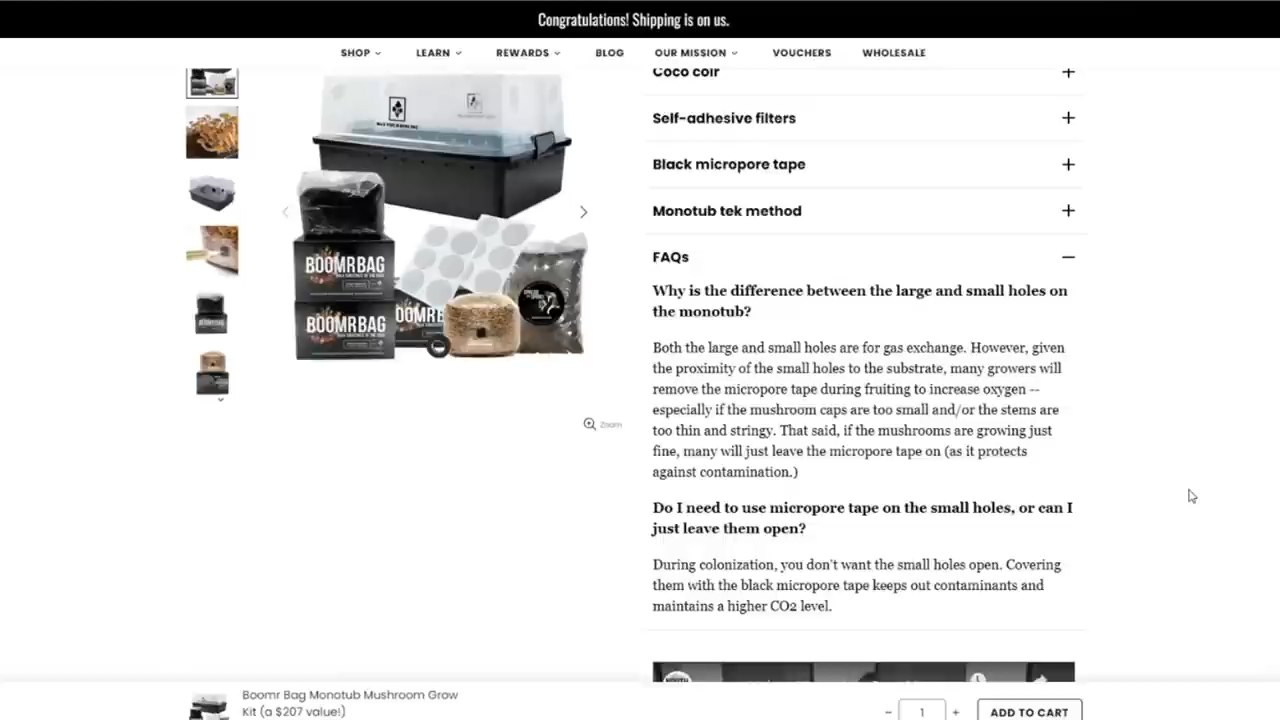 Congratulations! Shipping is on us.
SHOP LEARN REWARDS BLOG OUR MISSION VOUCHERS WHOLESALE
Coco coir
Self-adhesive filters
Black micropore tape
Monotub tek method
FAQs
Why is the difference between the large and small holes on
the monotub?
Both the large and small holes are for gas exchange. However, given
the proximity of the small holes to the substrate, many growers will
remove the micropore tape during fruiting to increase oxygen --
especially if the mushroom caps are too small and/or the stems are
too thin and stringy. That said, if the mushrooms are growing just
fine, many will just leave the micropore tape on (as it protects
against contamination.)
Do I need to use micropore tape on the small holes, or can I
just leave them open?
During colonization, you don't want the small holes open. Covering
them with the black micropore tape keeps out contaminants and
maintains a higher CO2 level.
BOOMRBAG
BOOMRBAG
Zoom
Boomr Bag Monotub Mushroom Grow
Kit (a $207 value!)
- 1 +
ADD TO CART